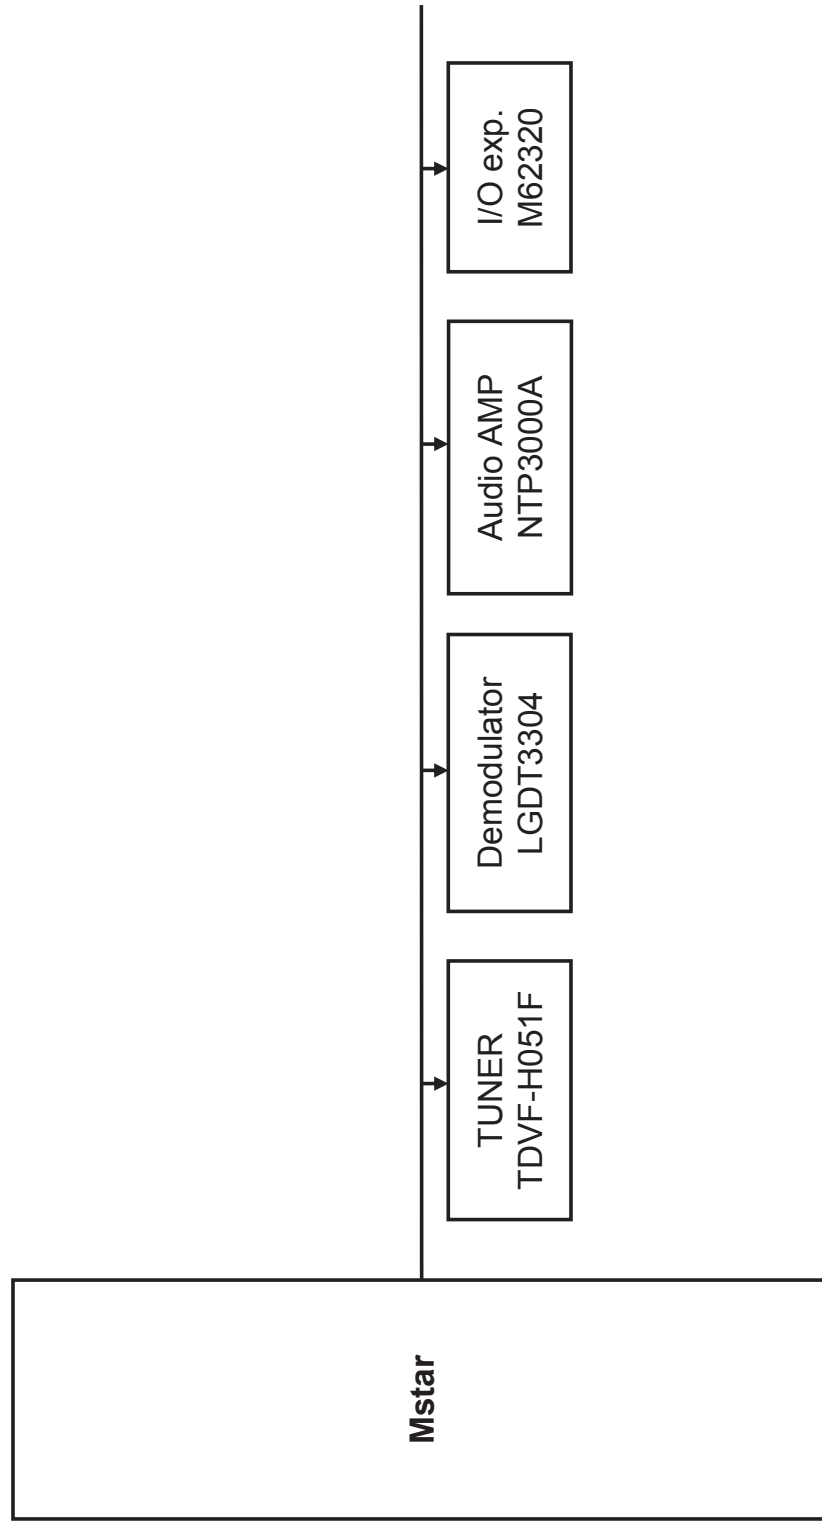 Mstar
TUNER
TDVF-H051F
Demodulator
LGDT3304
Audio AMP
NTP3000A
I/O exp.
M62320